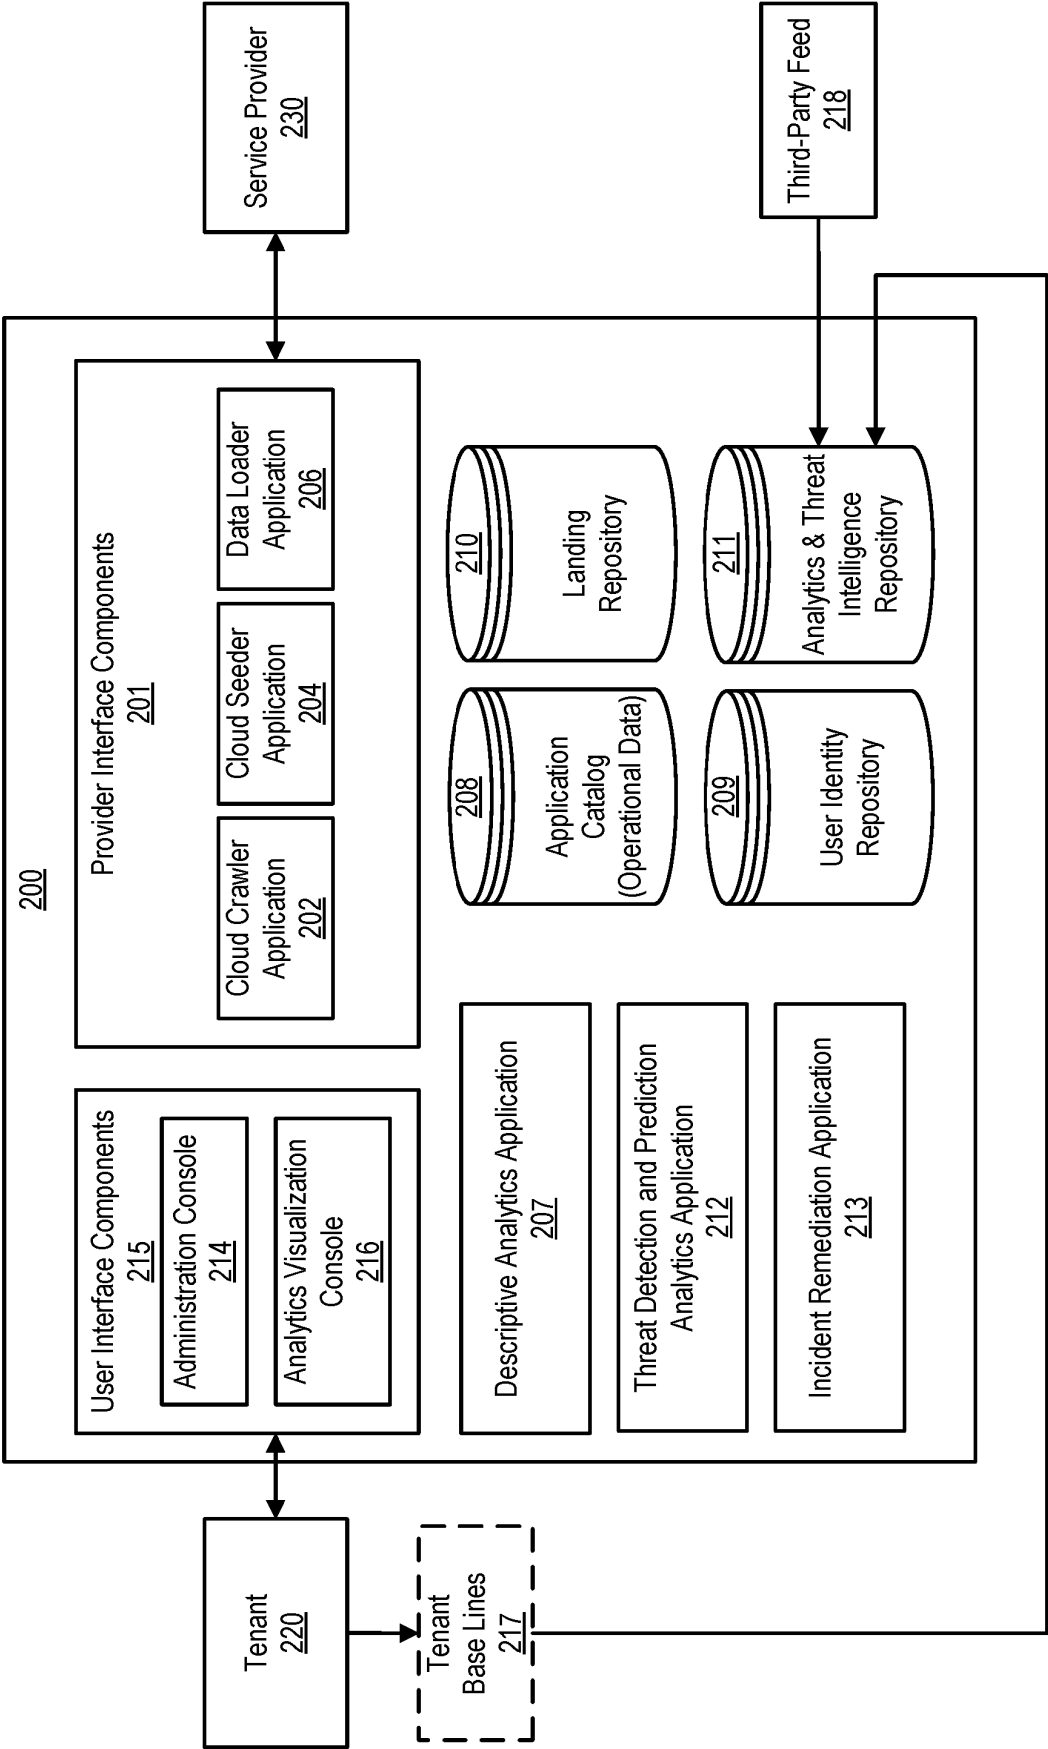 200
Tenant
220
Tenant
Base Lines
217
User Interface Components
215
Administration Console
214
Analytics Visualization
Console
216
Provider Interface Components
201
Cloud Crawler
Application
202
Cloud Seeder
Application
204
Data Loader
Application
206
Service Provider
230
Descriptive Analytics Application
207
Threat Detection and Prediction
Analytics Application
212
Incident Remediation Application
213
208
Application
Catalog
(Operational Data)
210
Landing
Repository
209
User Identity
Repository
211
Analytics & Threat
Intelligence
Repository
Third-Party Feed
218